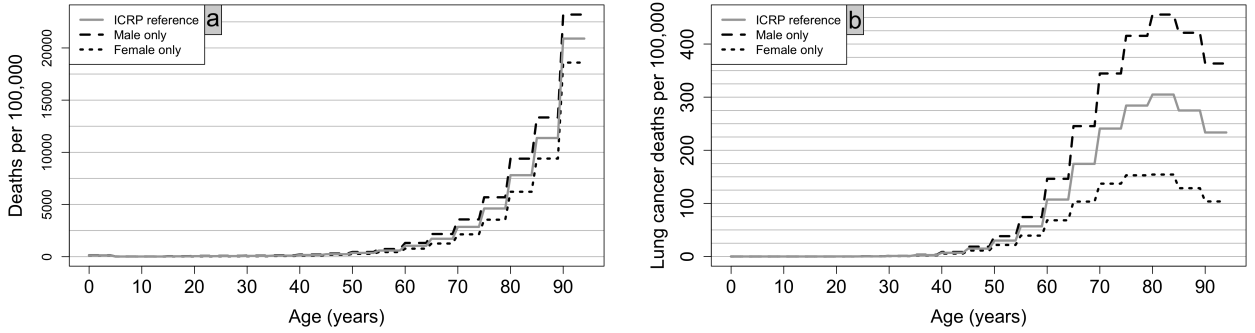 ICRP reference
Male only
Female only
a
Deaths per 100,000
0 5000 10000 15000 20000
0 10 20 30 40 50 60 70 80 90
Age (years)
ICRP reference
Male only
Female only
b
Lung cancer deaths per 100,000
0 100 200 300 400
0 10 20 30 40 50 60 70 80 90
Age (years)